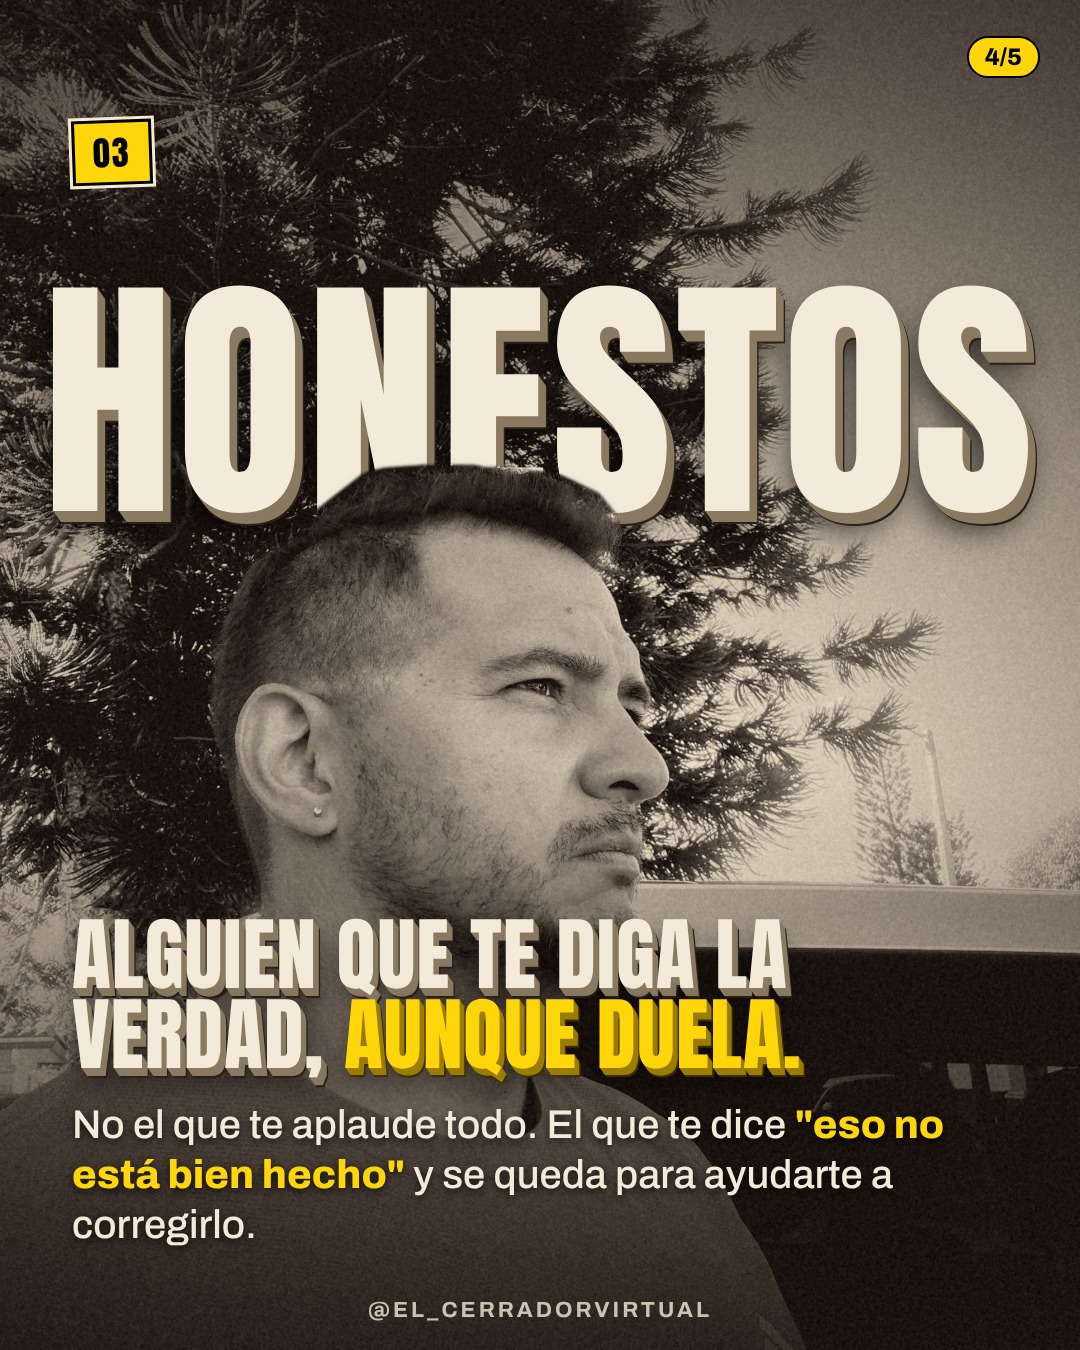 4/5
03
HONESTOS
ALGUIEN QUE TE DIGA LA
VERDAD, AUNQUE DUELA.
No el que te aplaude todo. El que te dice "eso no
está bien hecho" y se queda para ayudarte a
corregirlo.
@EL_CERRADORVIRTUAL